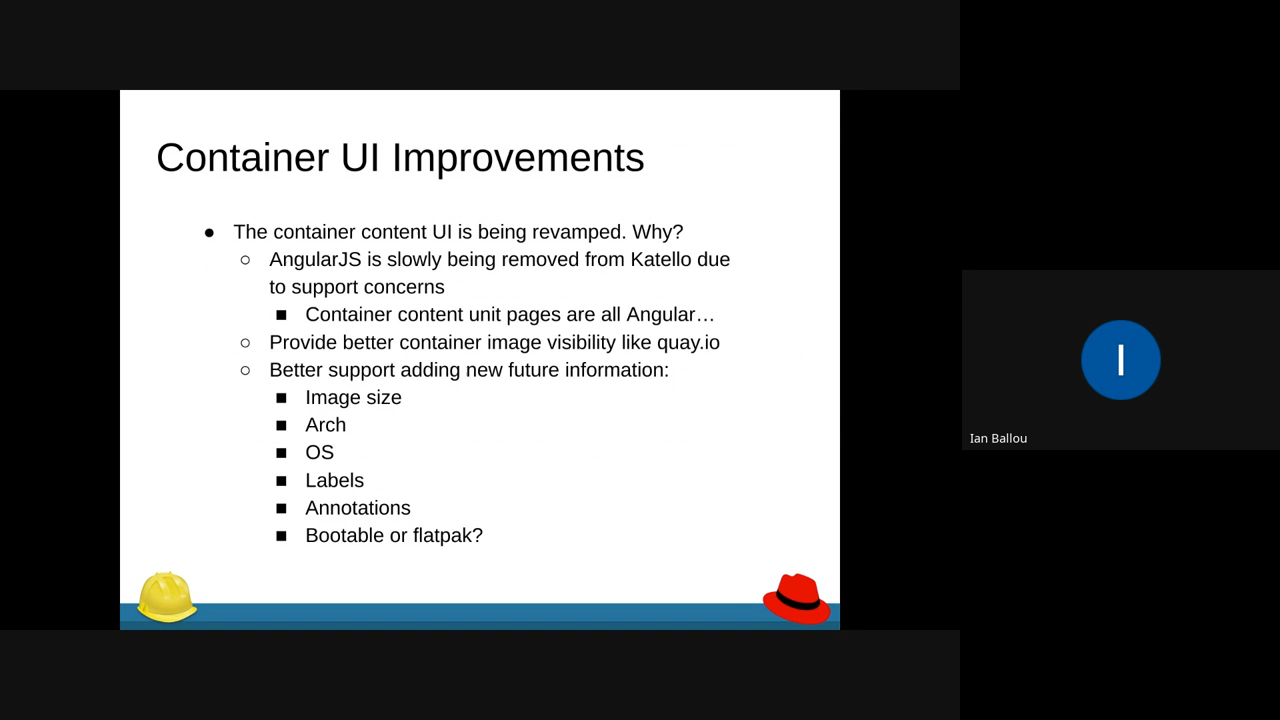 Container UI Improvements
● The container content UI is being revamped. Why?
○ AngularJS is slowly being removed from Katello due
to support concerns
■ Container content unit pages are all Angular…
○ Provide better container image visibility like quay.io
○ Better support adding new future information:
■ Image size
■ Arch
■ OS
■ Labels
■ Annotations
■ Bootable or flatpak?
I
Ian Ballou